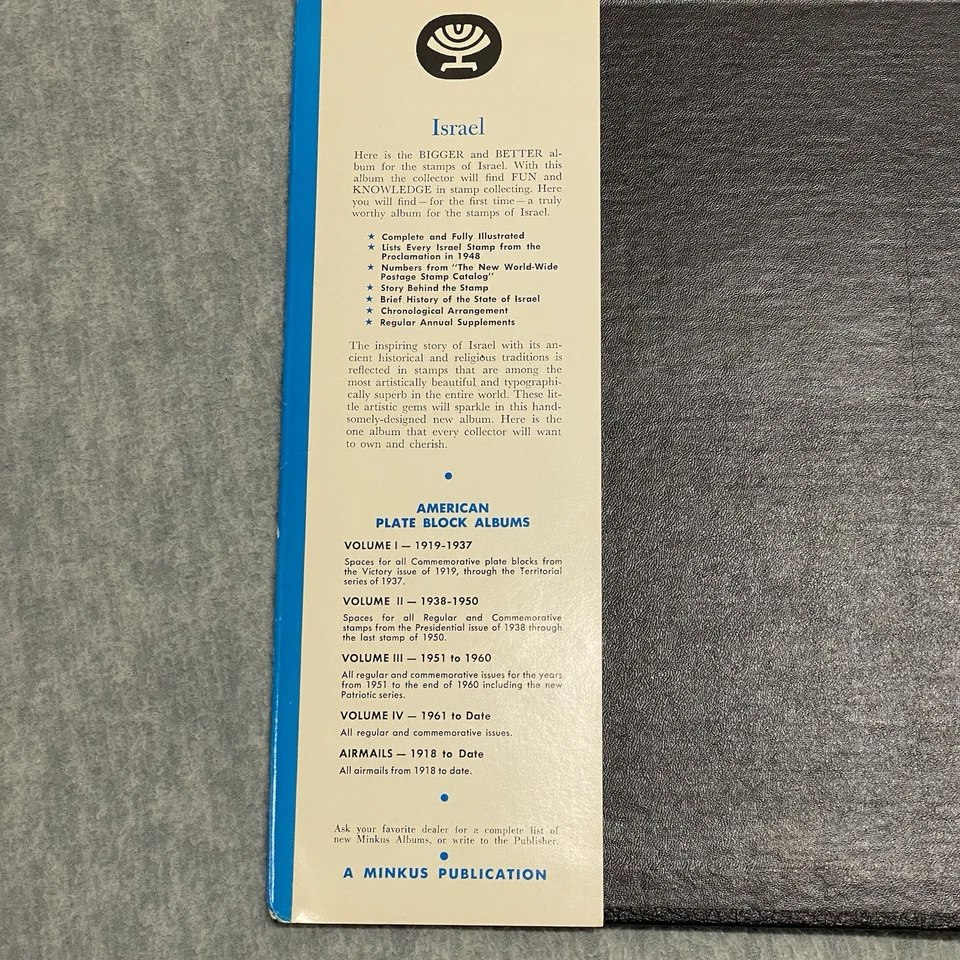 Israel
Here is the BIGGER and BETTER al-
bum for the stamps of Israel. With this
album the collector will find FUN and
KNOWLEDGE in stamp collecting. Here
you will find—for the first time—a truly
worthy album for the stamps of Israel.
★ Complete and Fully Illustrated
★ Lists Every Israel Stamp from the
Proclamation in 1948
★ Numbers from "The New World-Wide
Postage Stamp Catalog"
★ Story Behind the Stamp
★ Brief History of the State of Israel
★ Chronological Arrangement
★ Regular Annual Supplements
The inspiring story of Israel with its an-
cient historical and religious traditions is
reflected in stamps that are among the
most artistically beautiful and typographi-
cally superb in the entire world. These lit-
tle artistic gems will sparkle in this hand-
somely-designed new album. Here is the
one album that every collector will want
to own and cherish.
AMERICAN
PLATE BLOCK ALBUMS
VOLUME I — 1919-1937
Spaces for all Commemorative plate blocks from
the Victory issue of 1919, through the Territorial
series of 1937.
VOLUME II — 1938-1950
Spaces for all Regular and Commemorative
stamps from the Presidential issue of 1938 through
the last stamp of 1950.
VOLUME III — 1951 to 1960
All regular and commemorative issues for the years
from 1951 to the end of 1960 including the new
Patriotic series.
VOLUME IV — 1961 to Date
All regular and commemorative issues.
AIRMAILS — 1918 to Date
All airmails from 1918 to date.
Ask your favorite dealer for a complete list of
new Minkus Albums, or write to the Publisher.
A MINKUS PUBLICATION